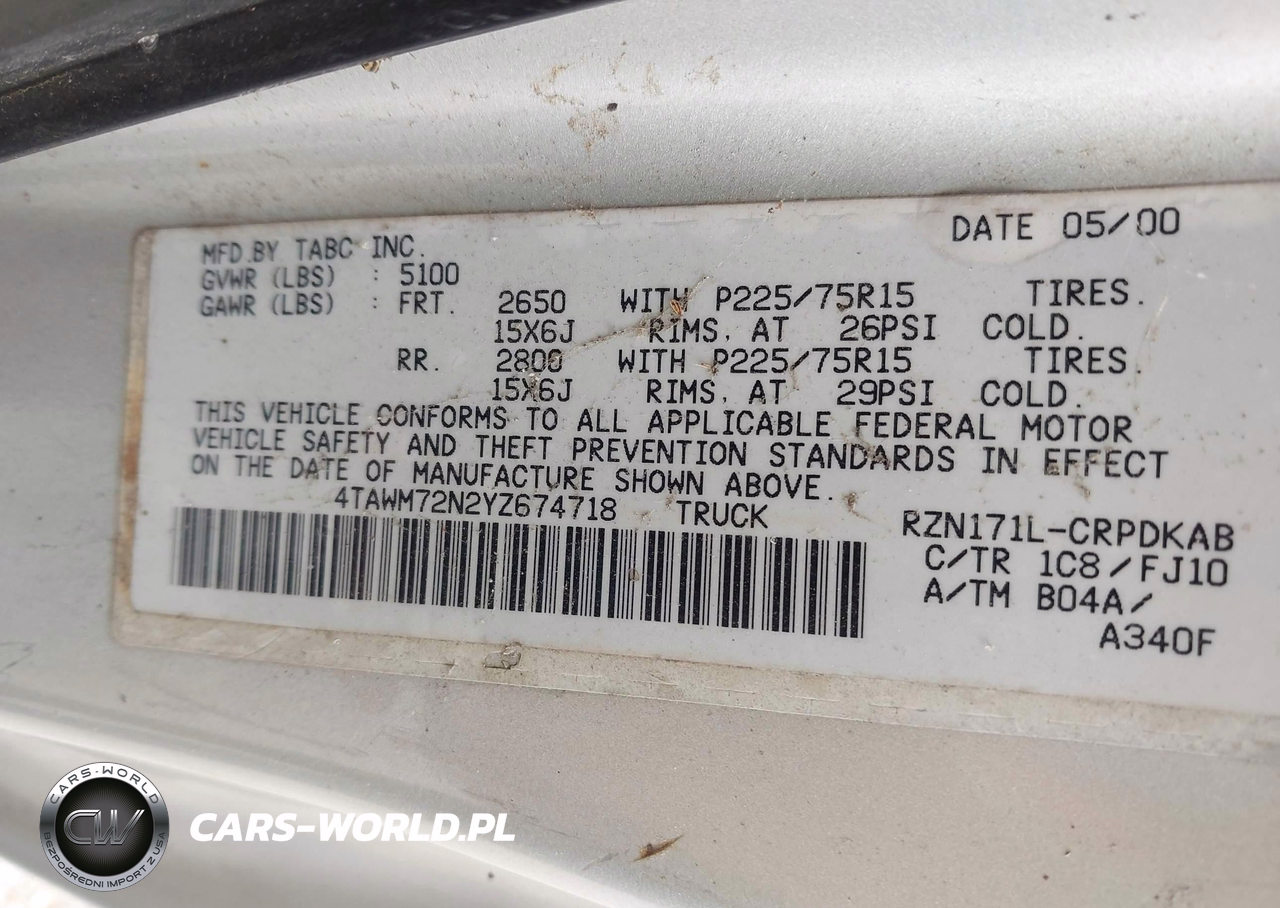 DATE 05/00
MFD.BY TABC INC.
GVWR (LBS) : 5100
GAWR (LBS) : FRT. 2650 WITH P225/75R15 TIRES.
15X6J RIMS, AT 26PSI COLD.
RR. 2800 WITH P225/75R15 TIRES.
15X6J RIMS, AT 29PSI COLD.
THIS VEHICLE CONFORMS TO ALL APPLICABLE FEDERAL MOTOR
VEHICLE SAFETY AND THEFT PREVENTION STANDARDS IN EFFECT
ON THE DATE OF MANUFACTURE SHOWN ABOVE.
4TAWM72N2YZ674718 TRUCK RZN171L-CRPDKAB
C/TR 1C8/FJ10
A/TM B04A/
A340F
CARS-WORLD
CW
BEZPOŚREDNI IMPORT Z USA
CARS-WORLD.PL